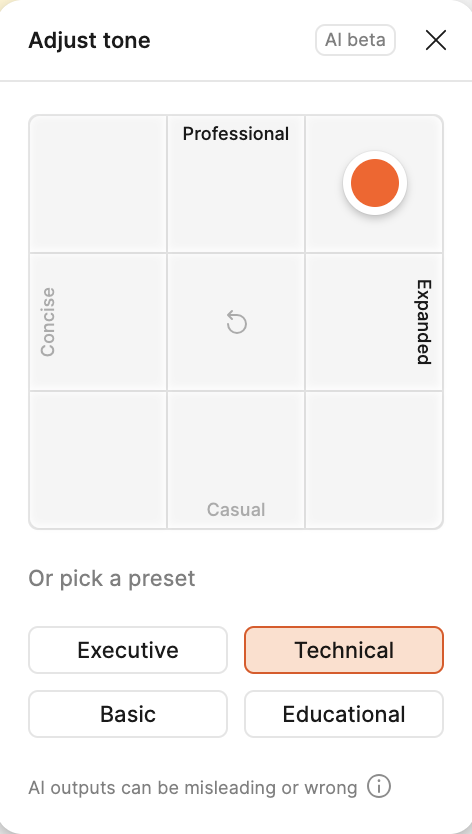 Adjust tone
AI beta
Professional
Concise
Expanded
Casual
Or pick a preset
Executive
Technical
Basic
Educational
AI outputs can be misleading or wrong